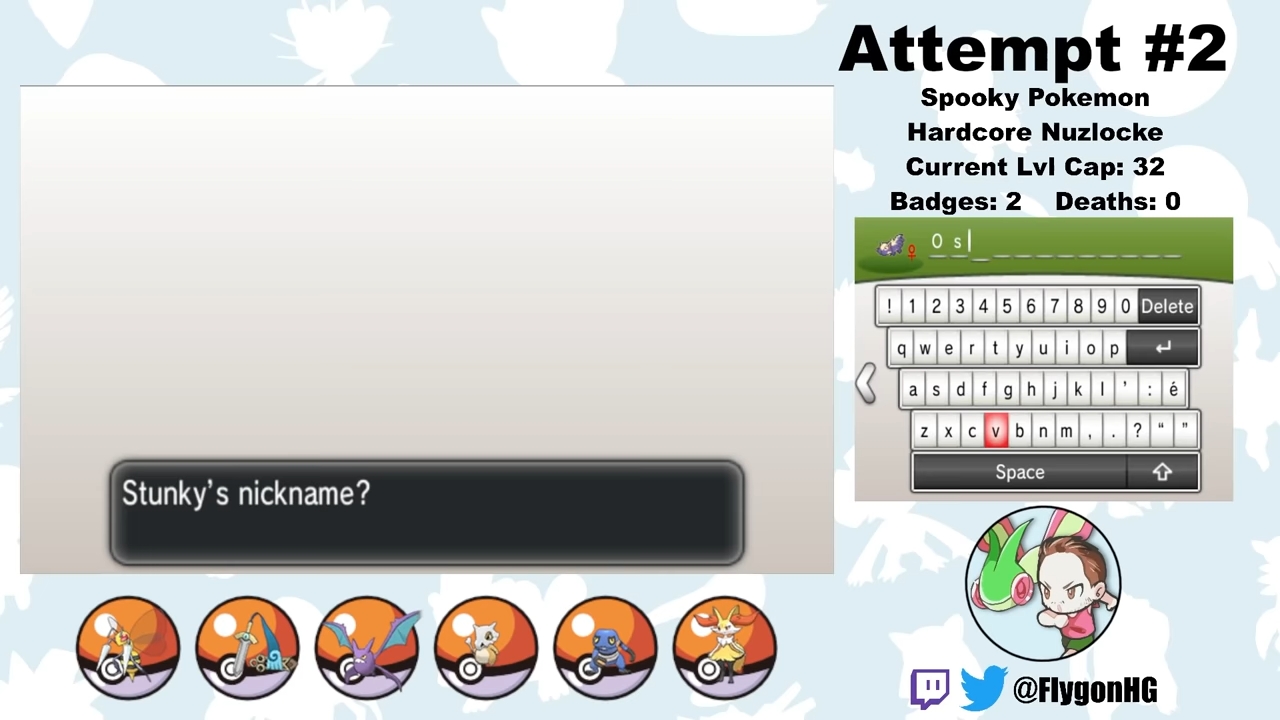 Attempt #2
Spooky Pokemon
Hardcore Nuzlocke
Current Lvl Cap: 32
Badges: 2 Deaths: 0
Os
! 1 2 3 4 5 6 7 8 9 0 Delete
q w e r t y u i o p
a s d f g h j k l ' : é
z x c v b n m , . ? “ ”
Space
Stunky's nickname?
@FlygonHG